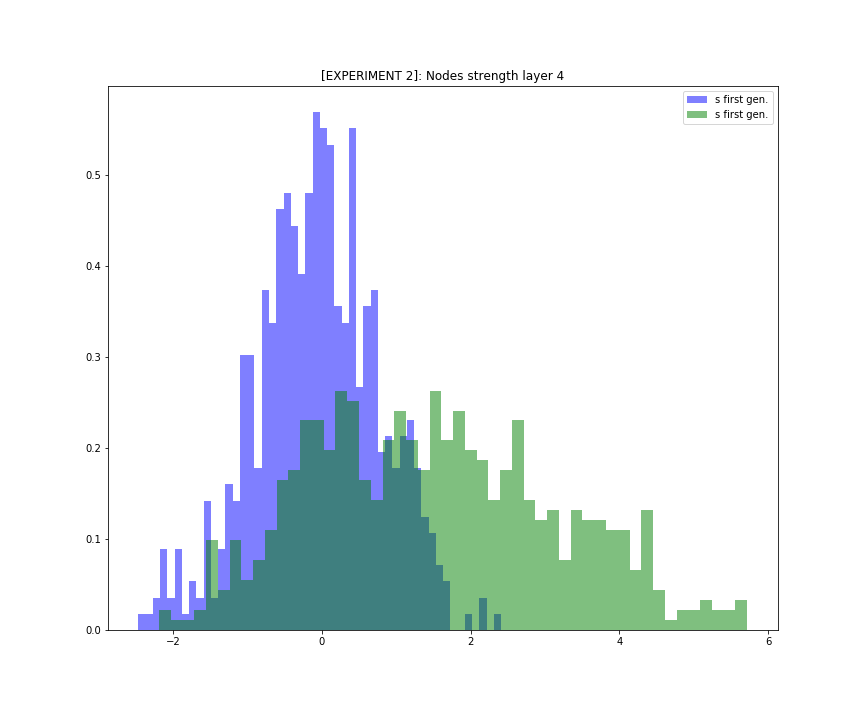 [EXPERIMENT 2]: Nodes strength layer 4
s first gen.
s first gen.
0.5
0.4
0.3
0.2
0.1
0.0
−2 0 2 4 6